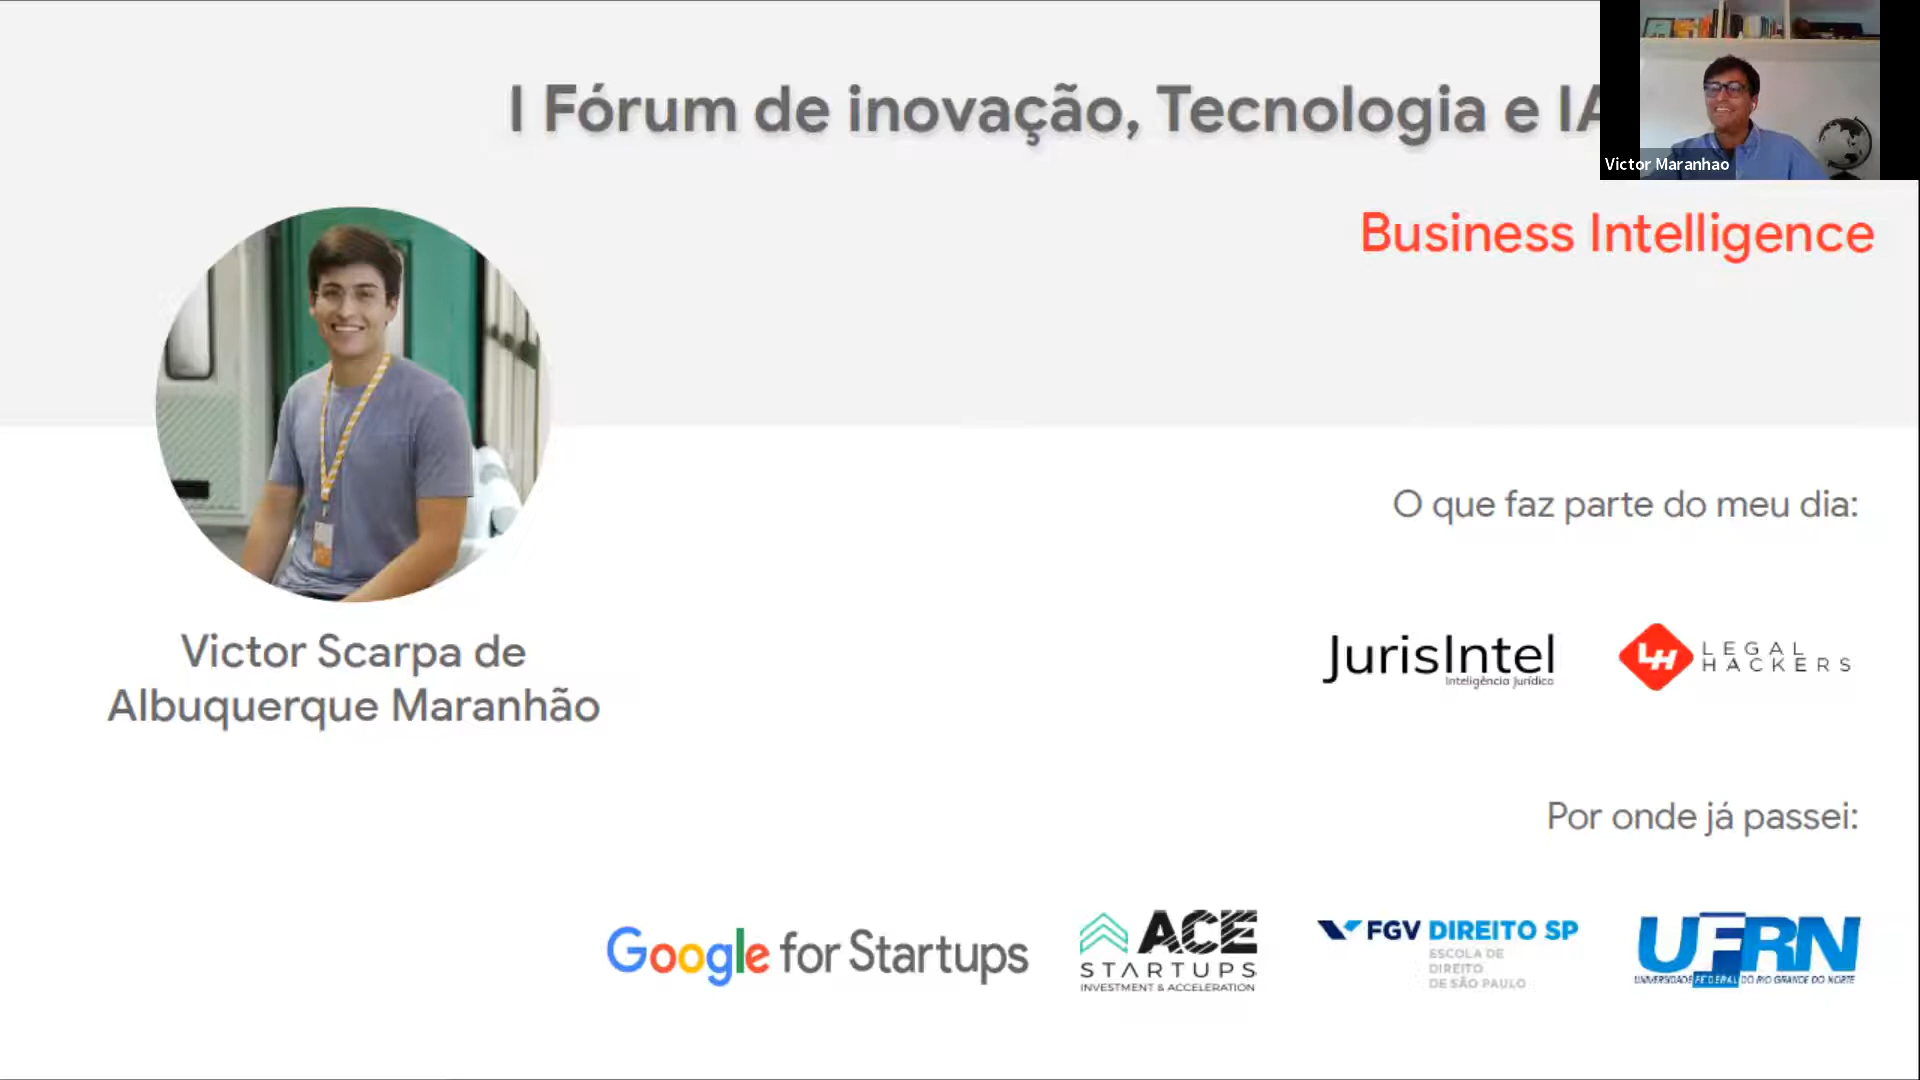 I Fórum de inovação, Tecnologia e IA
Victor Maranhao
Business Intelligence
Victor Scarpa de
Albuquerque Maranhão
O que faz parte do meu dia:
JurisIntel
Inteligência Jurídico
LH
LEGAL
HACKERS
Por onde já passei:
Google for Startups
ACE
STARTUPS
INVESTMENT & ACCELERATION
FGV DIREITO SP
ESCOLA DE
DIREITO
DE SÃO PAULO
UFRN
UNIVERSIDADE FEDERAL DO RIO GRANDE DO NORTE